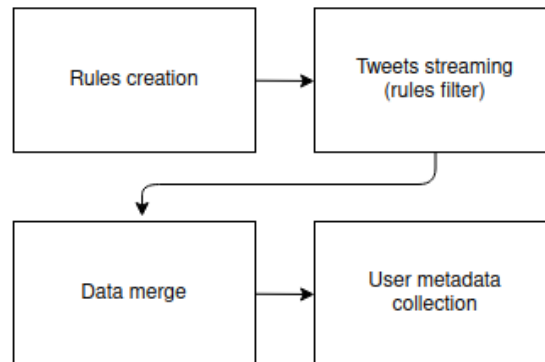 Rules creation
Tweets streaming
(rules filter)
Data merge
User metadata
collection